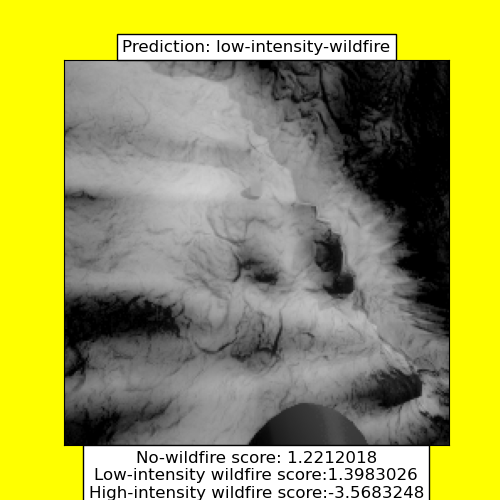 Prediction: low-intensity-wildfire
No-wildfire score: 1.2212018
Low-intensity wildfire score:1.3983026
High-intensity wildfire score:-3.5683248